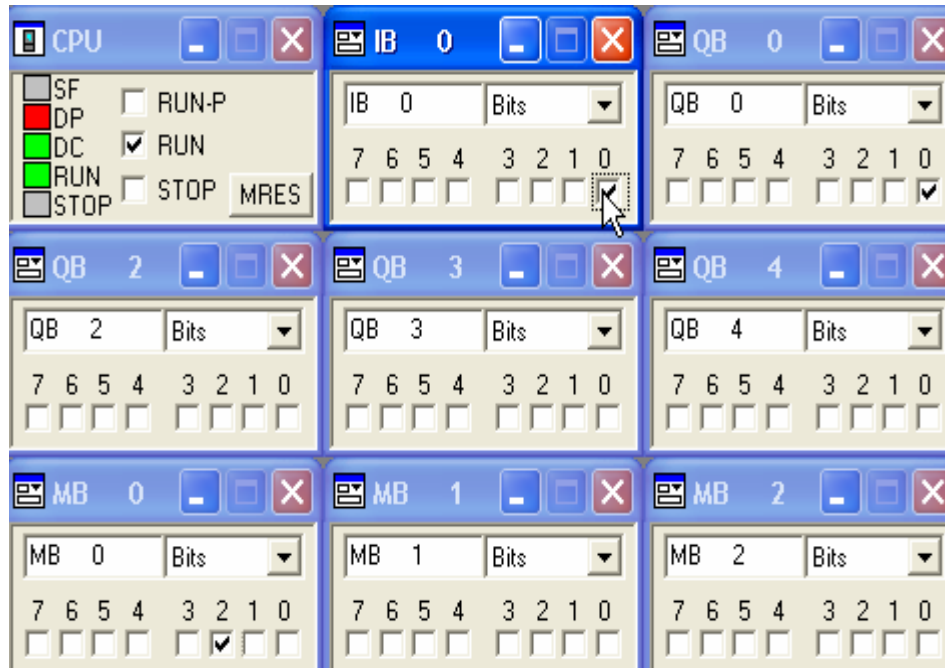 CPU
SF
DP
DC
RUN
STOP
RUN-P
RUN
STOP
MRES
IB 0
IB 0 Bits
7 6 5 4 3 2 1 0
QB 0
QB 0 Bits
7 6 5 4 3 2 1 0
QB 2
QB 2 Bits
7 6 5 4 3 2 1 0
QB 3
QB 3 Bits
7 6 5 4 3 2 1 0
QB 4
QB 4 Bits
7 6 5 4 3 2 1 0
MB 0
MB 0 Bits
7 6 5 4 3 2 1 0
MB 1
MB 1 Bits
7 6 5 4 3 2 1 0
MB 2
MB 2 Bits
7 6 5 4 3 2 1 0